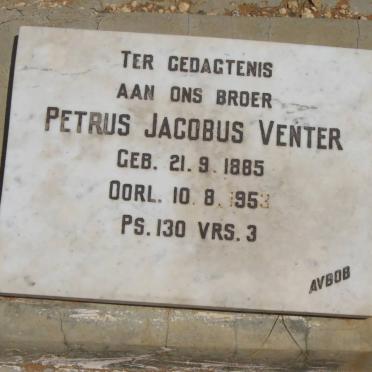 TER GEDAGTENIS
AAN ONS BROER
PETRUS JACOBUS VENTER
GEB. 21.9.1885
OORL. 10.8.1953
PS. 130 VRS. 3
AVBOB